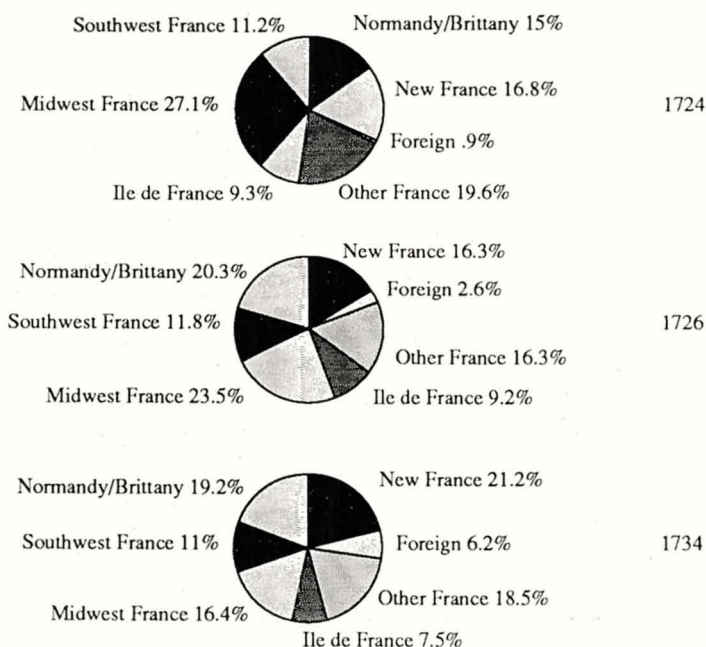 Southwest France 11.2%
Normandy/Brittany 15%
Midwest France 27.1%
New France 16.8%
1724
Foreign .9%
Ile de France 9.3%
Other France 19.6%
New France 16.3%
Normandy/Brittany 20.3%
Foreign 2.6%
Southwest France 11.8%
1726
Other France 16.3%
Midwest France 23.5%
Ile de France 9.2%
Normandy/Brittany 19.2%
New France 21.2%
Southwest France 11%
Foreign 6.2%
1734
Midwest France 16.4%
Other France 18.5%
Ile de France 7.5%